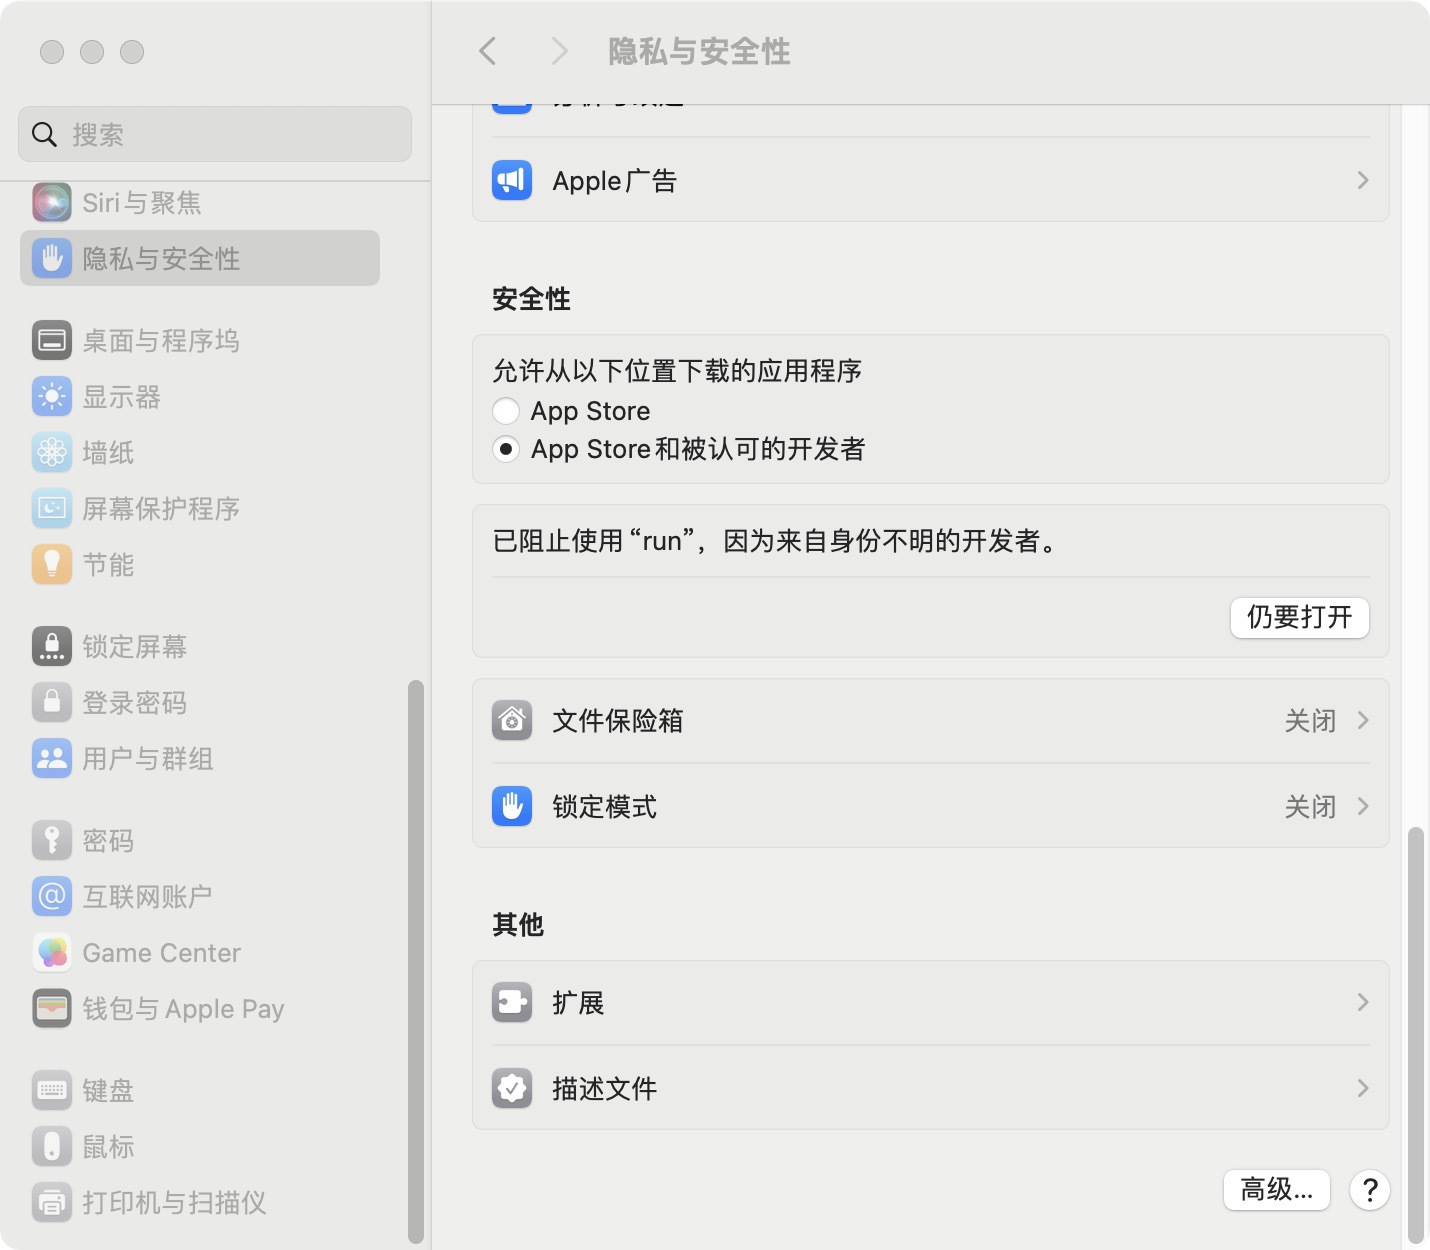 隐私与安全性
搜索
Siri与聚焦
隐私与安全性
桌面与程序坞
显示器
墙纸
屏幕保护程序
节能
锁定屏幕
登录密码
用户与群组
密码
互联网账户
Game Center
钱包与Apple Pay
键盘
鼠标
打印机与扫描仪
Apple广告
安全性
允许从以下位置下载的应用程序
App Store
App Store和被认可的开发者
已阻止使用“run”，因为来自身份不明的开发者。
仍要打开
文件保险箱 关闭
锁定模式 关闭
其他
扩展
描述文件
高级... ?